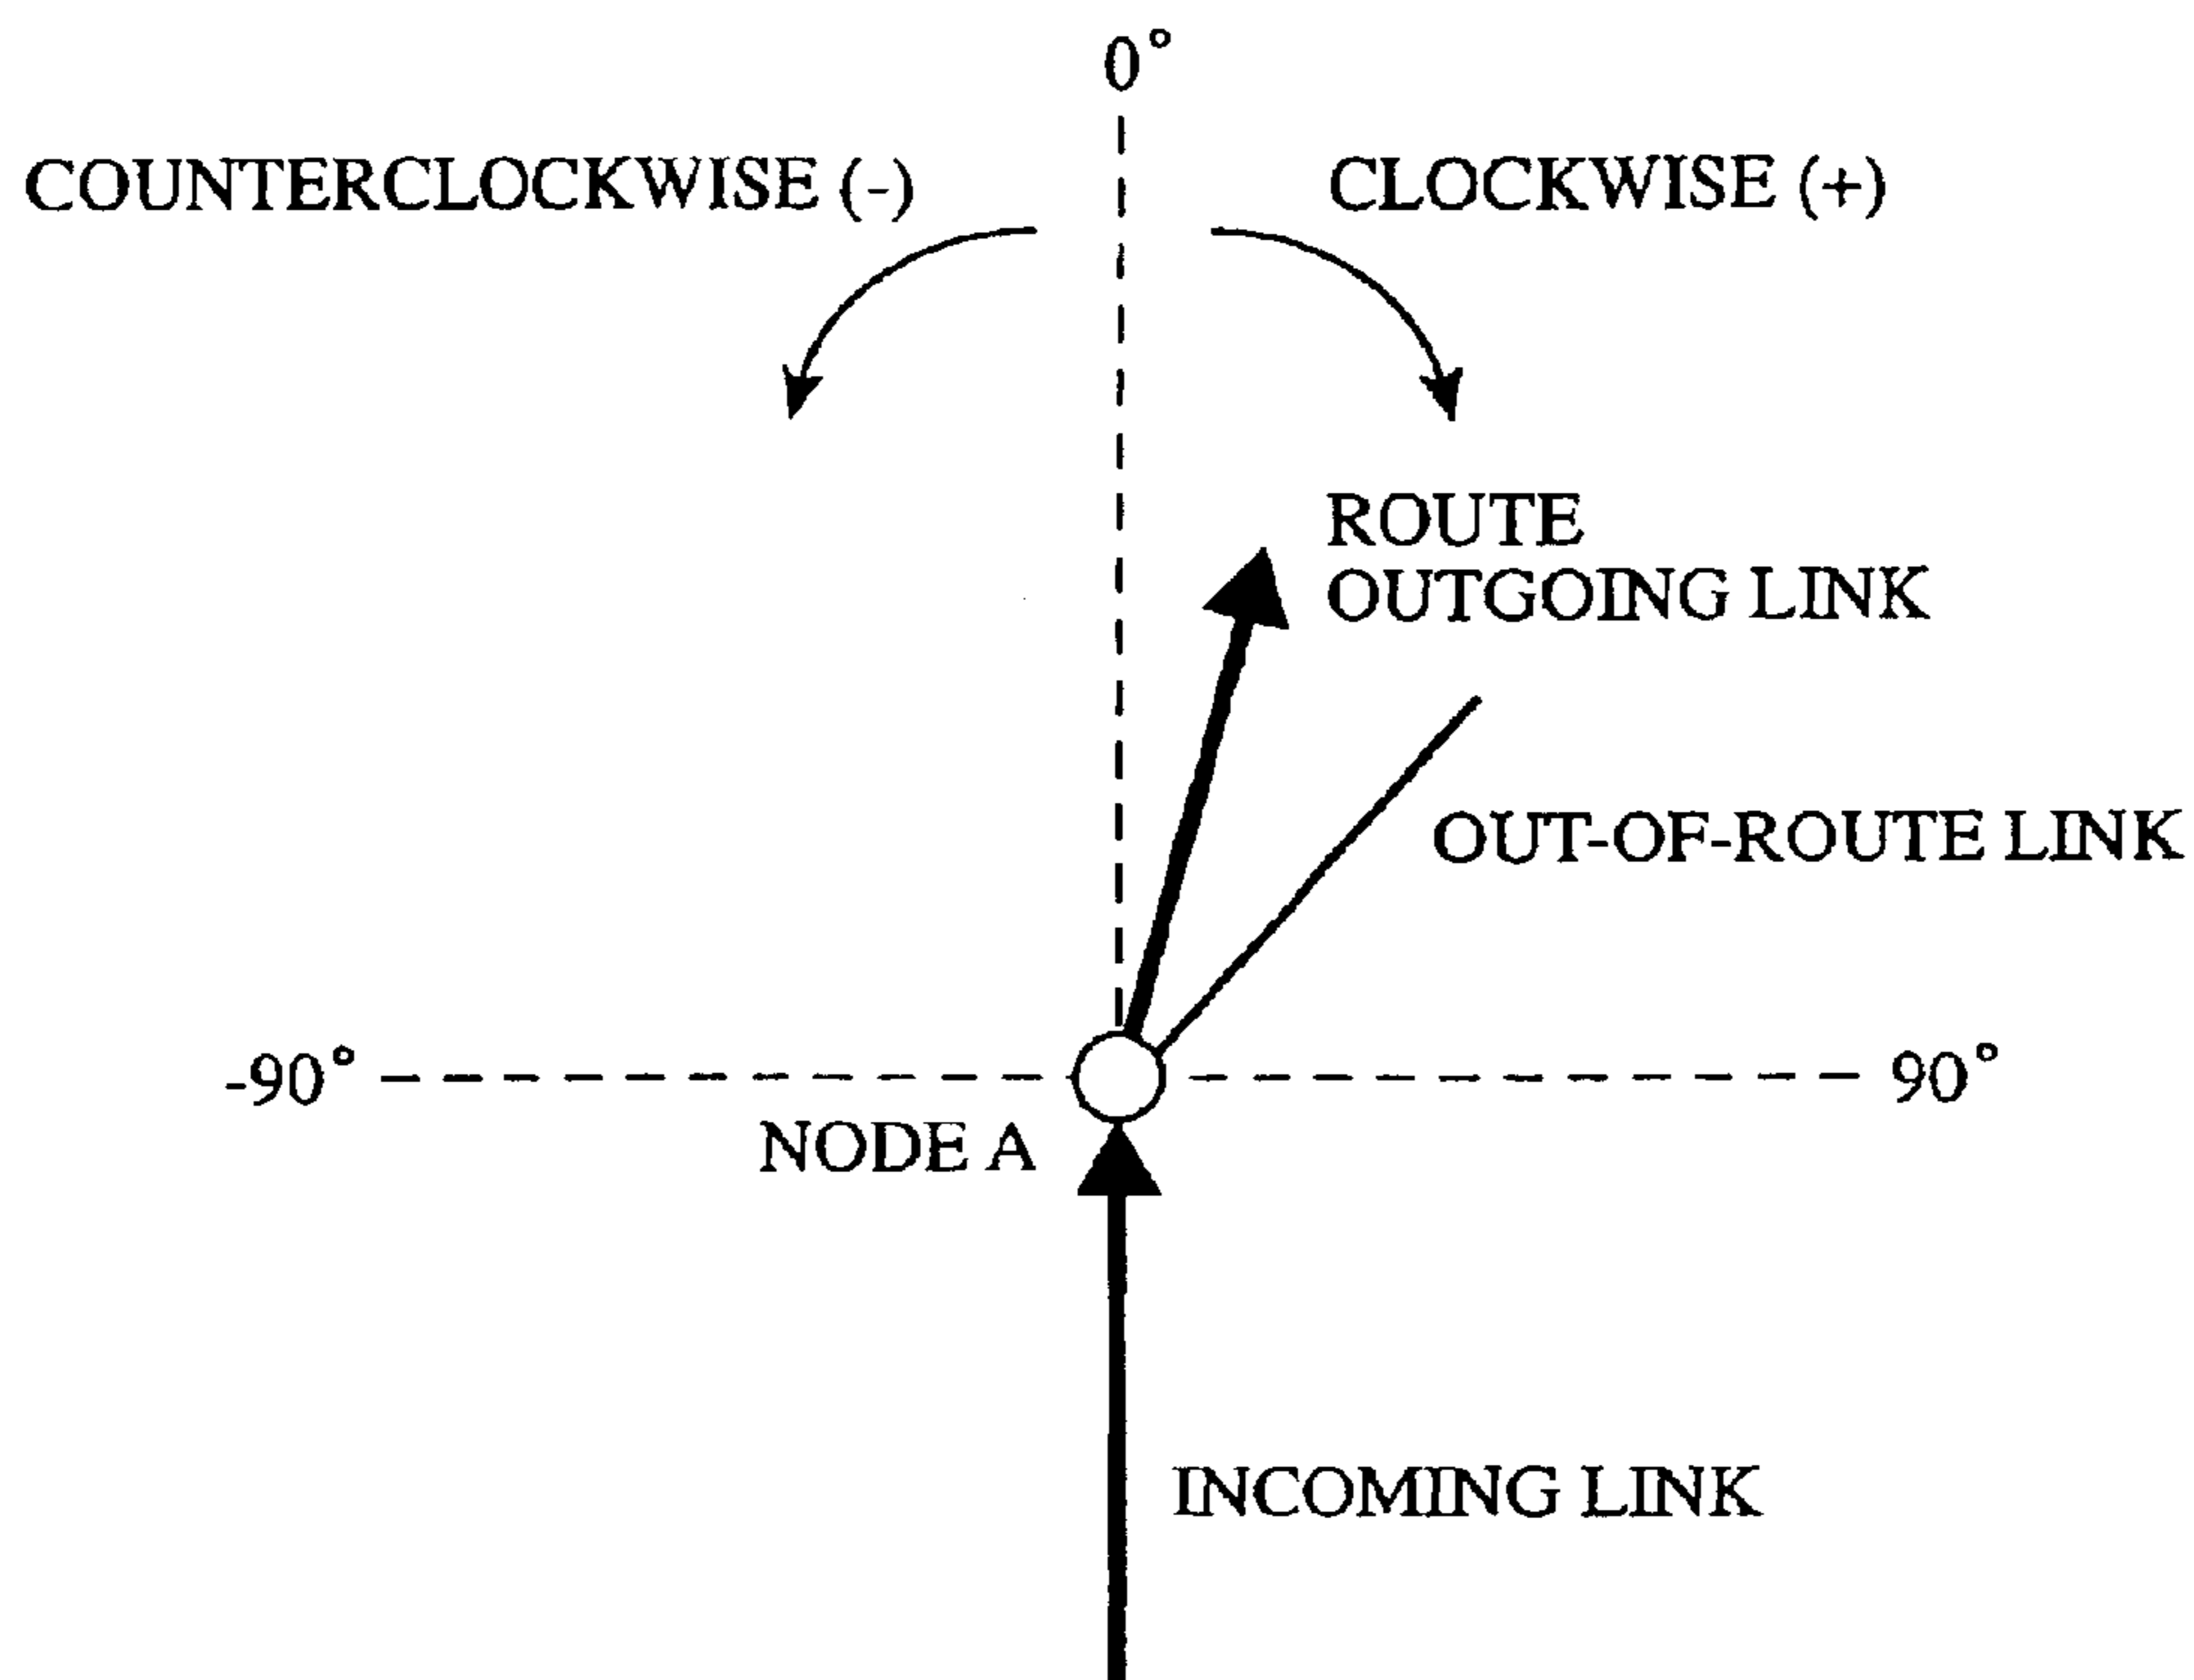 0°
COUNTERCLOCKWISE (-)
CLOCKWISE (+)
ROUTE
OUTGOING LINK
OUT-OF-ROUTE LINK
-90°
90°
NODE A
INCOMING LINK